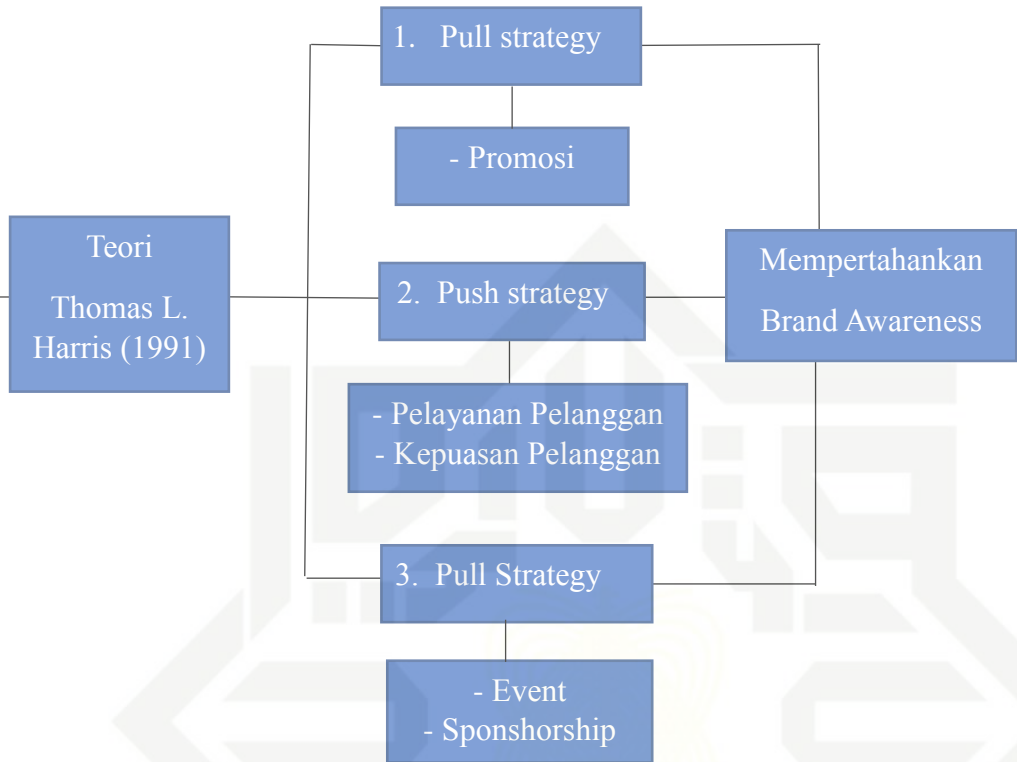 1. Pull strategy
- Promosi
Teori
Thomas L.
Harris (1991)
2. Push strategy
- Pelayanan Pelanggan
- Kepuasan Pelanggan
3. Pull Strategy
- Event
- Sponshorship
Mempertahankan
Brand Awareness